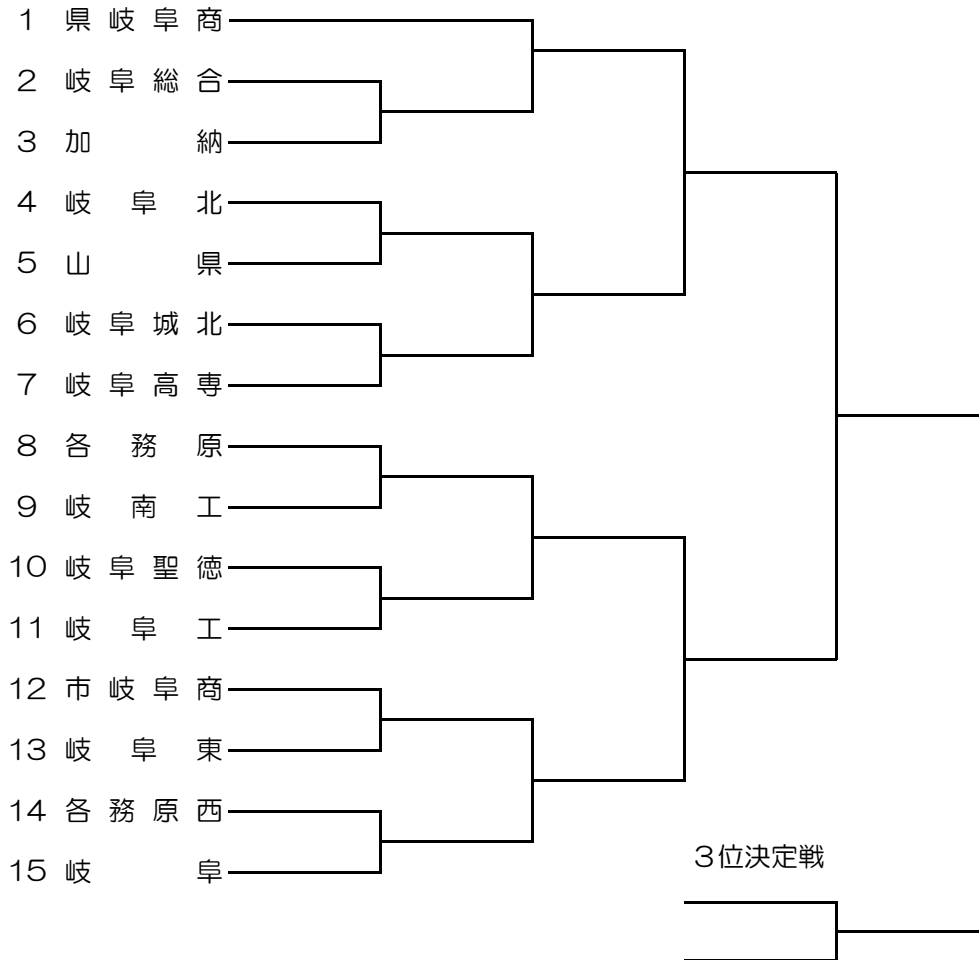 1 県岐阜商
2 岐阜総合
3 加納
4 岐阜北
5 山県
6 岐阜城北
7 岐阜高専
8 各務原
9 岐南工
10 岐阜聖徳
11 岐阜工
12 市岐阜商
13 岐阜東
14 各務原西
15 岐阜
3位決定戦